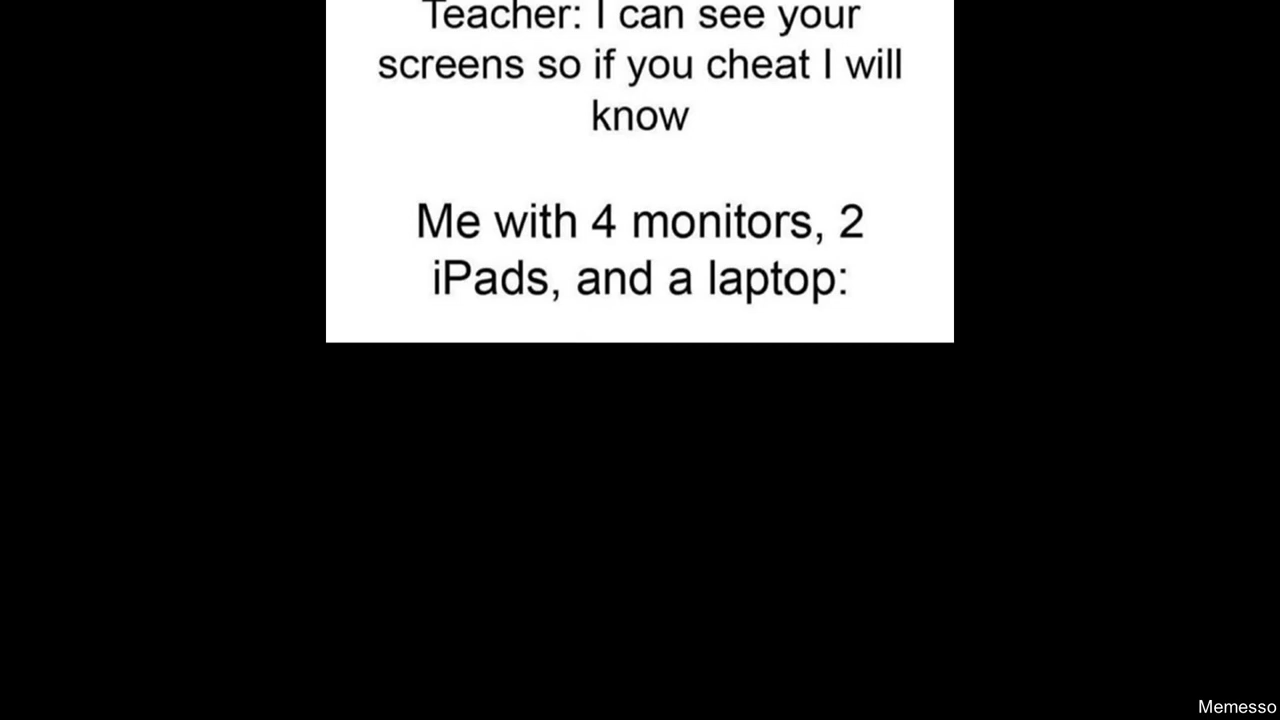 Teacher: I can see your
screens so if you cheat I will
know
Me with 4 monitors, 2
iPads, and a laptop:
Memesso